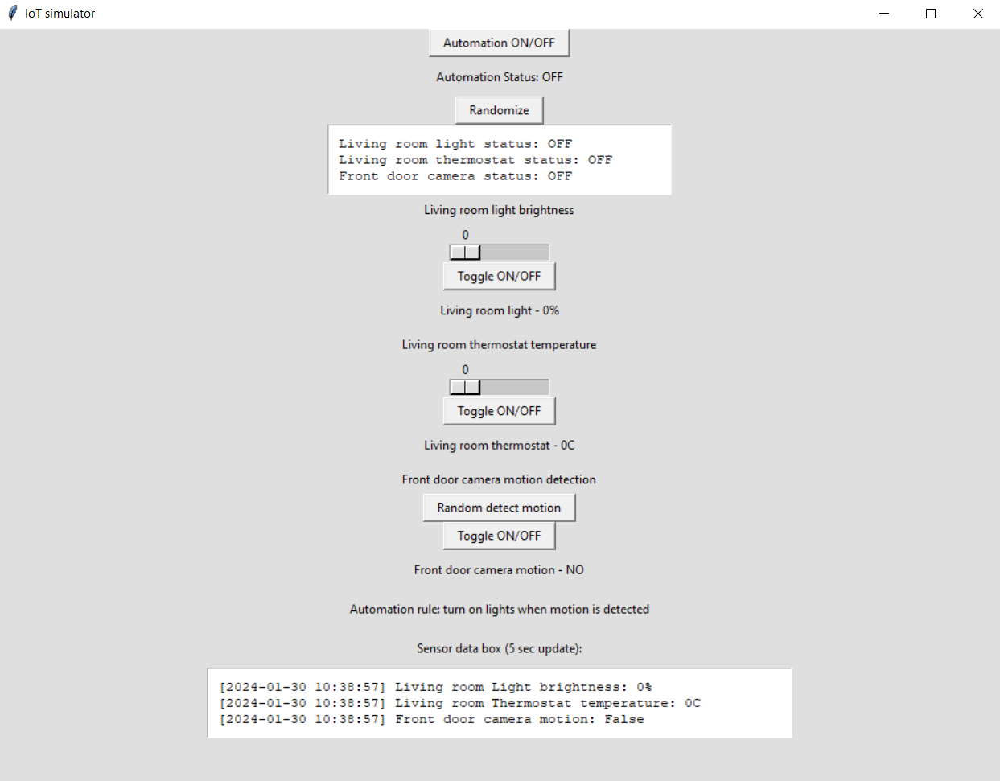 IoT simulator
Automation ON/OFF
Automation Status: OFF
Randomize
Living room light status: OFF
Living room thermostat status: OFF
Front door camera status: OFF
Living room light brightness
0
Toggle ON/OFF
Living room light - 0%
Living room thermostat temperature
0
Toggle ON/OFF
Living room thermostat - 0C
Front door camera motion detection
Random detect motion
Toggle ON/OFF
Front door camera motion - NO
Automation rule: turn on lights when motion is detected
Sensor data box (5 sec update):
[2024-01-30 10:38:57] Living room Light brightness: 0%
[2024-01-30 10:38:57] Living room Thermostat temperature: 0C
[2024-01-30 10:38:57] Front door camera motion: False